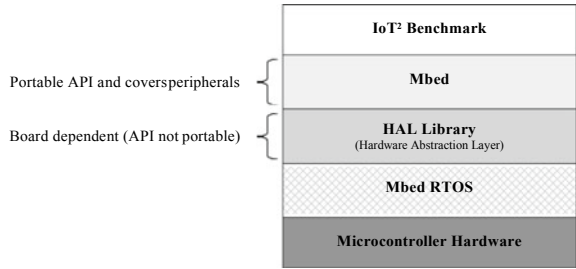 IoT² Benchmark
Portable API and coversperipherals
Mbed
Board dependent (API not portable)
HAL Library
(Hardware Abstraction Layer)
Mbed RTOS
Microcontroller Hardware